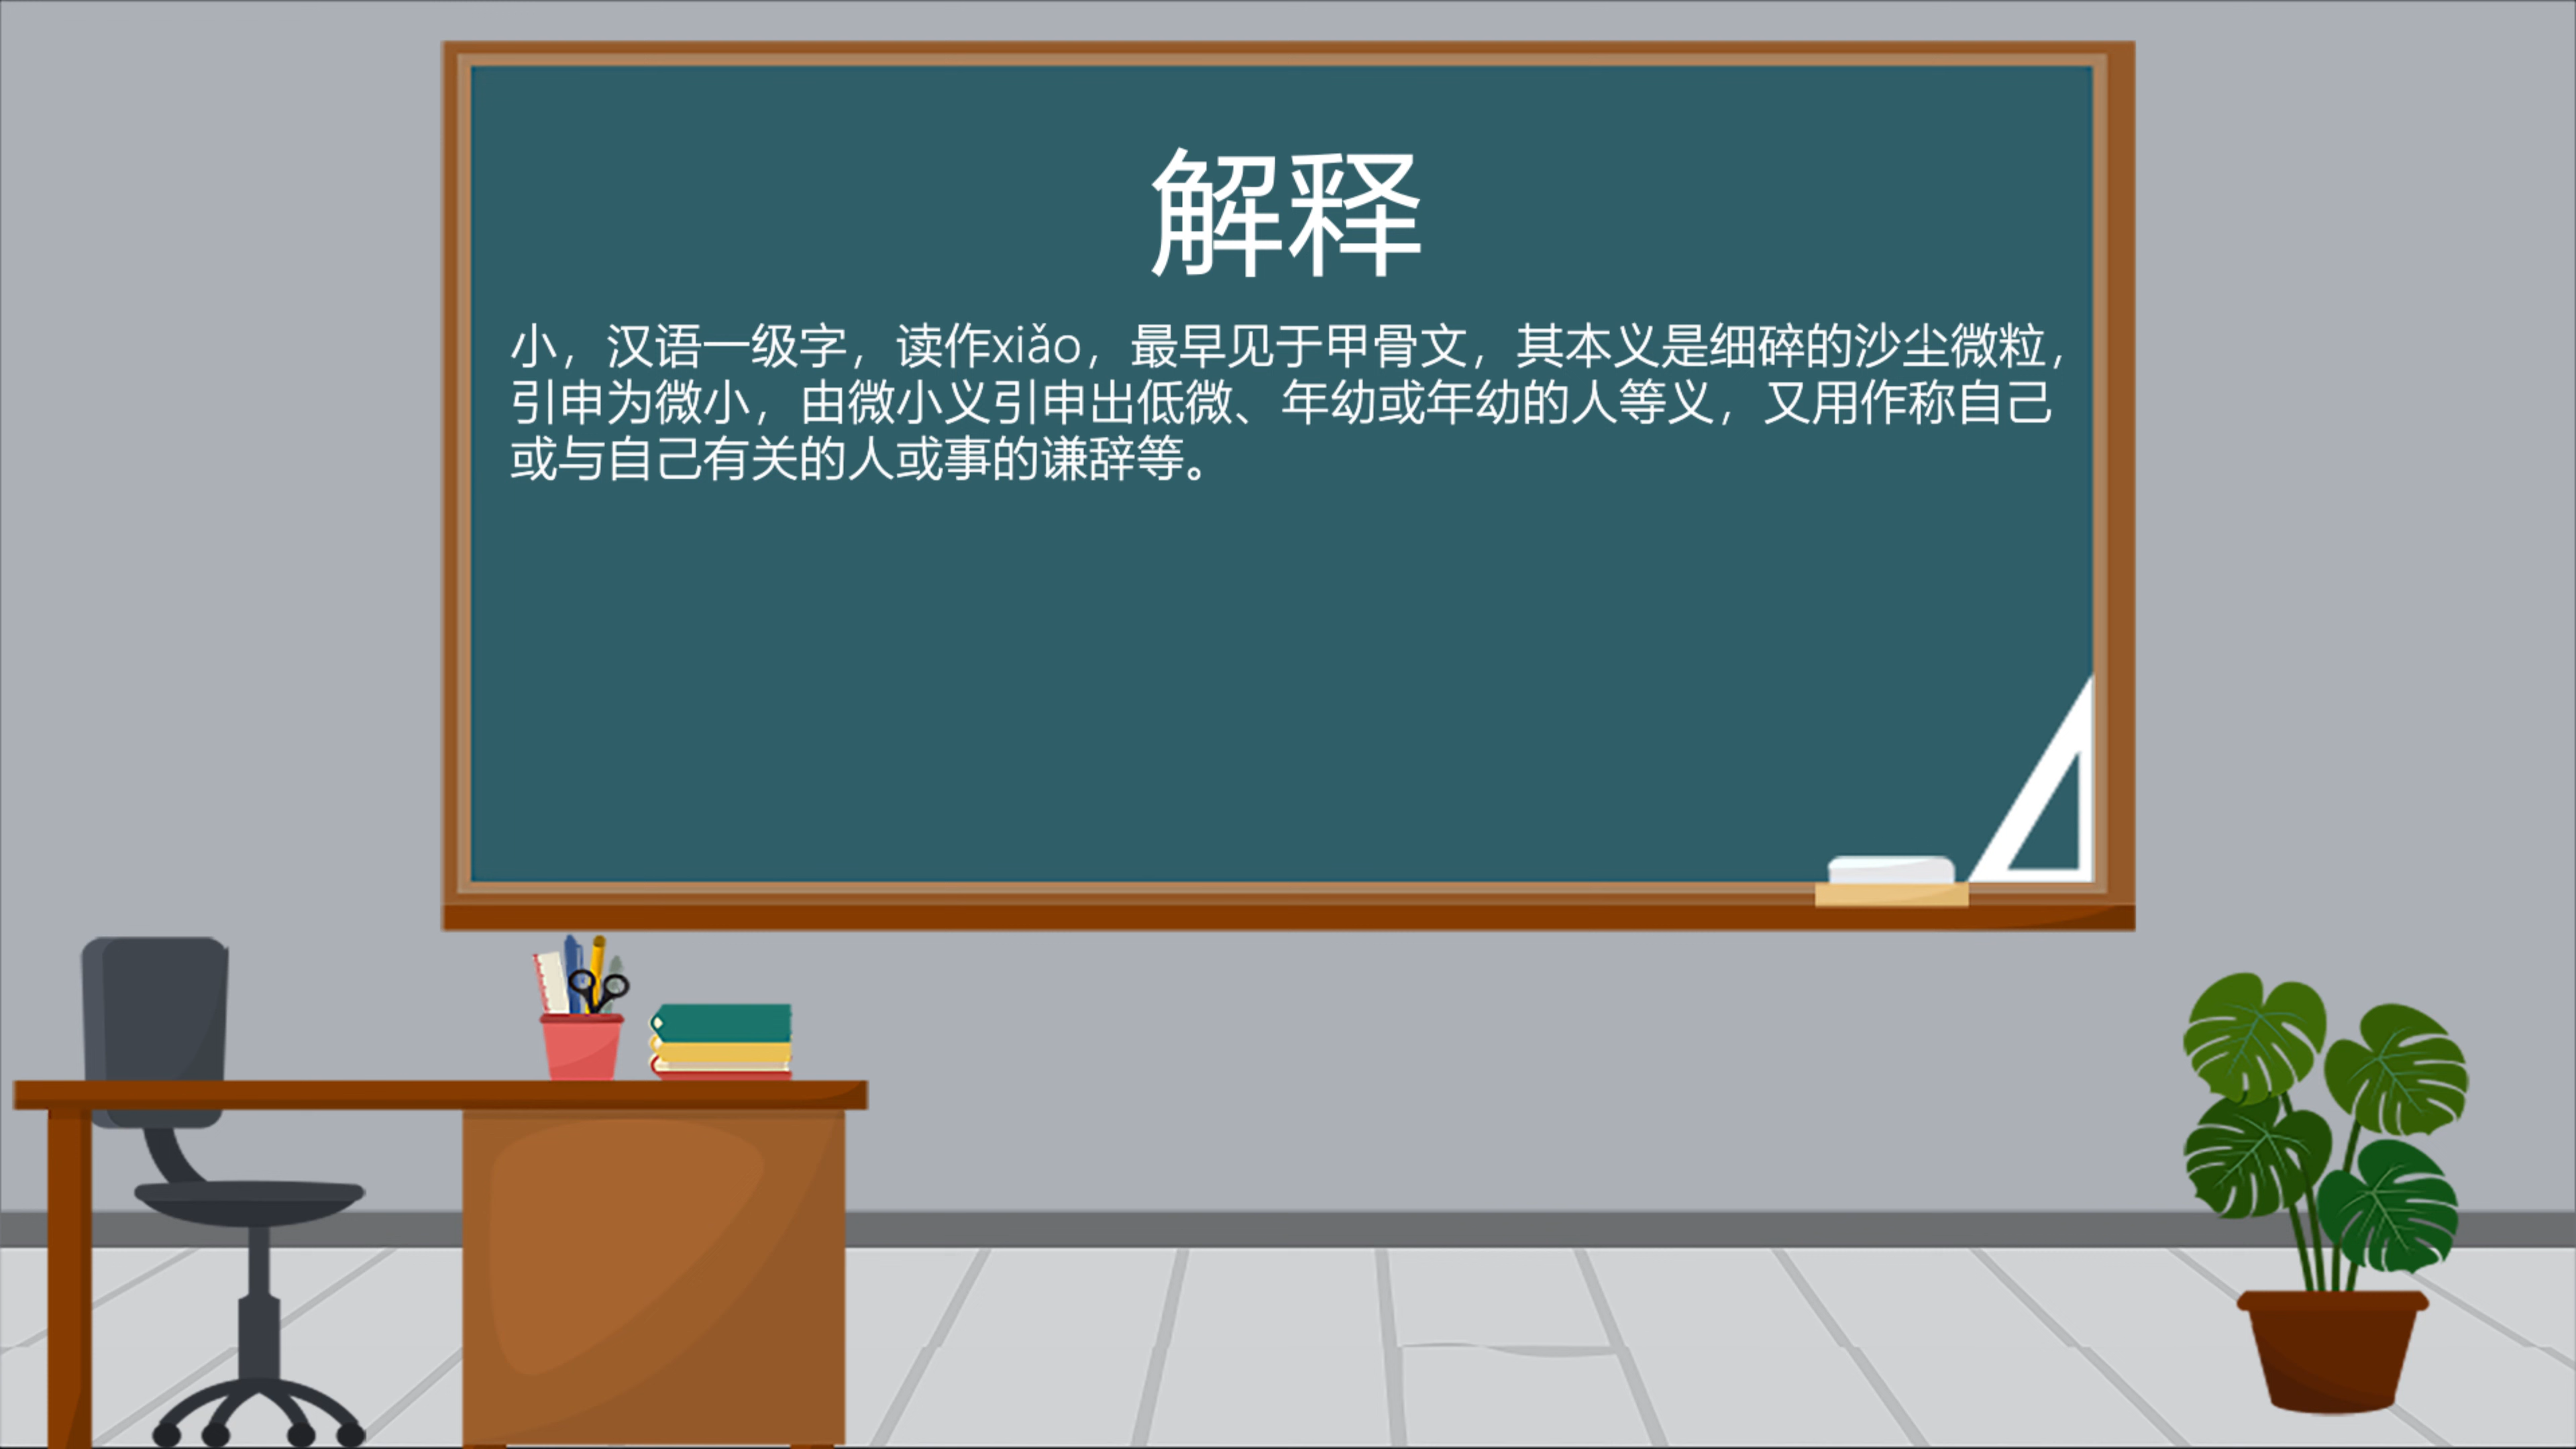 解释
小，汉语一级字，读作xiǎo，最早见于甲骨文，其本义是细碎的沙尘微粒，
引申为微小，由微小义引申出低微、年幼或年幼的人等义，又用作称自己
或与自己有关的人或事的谦辞等。